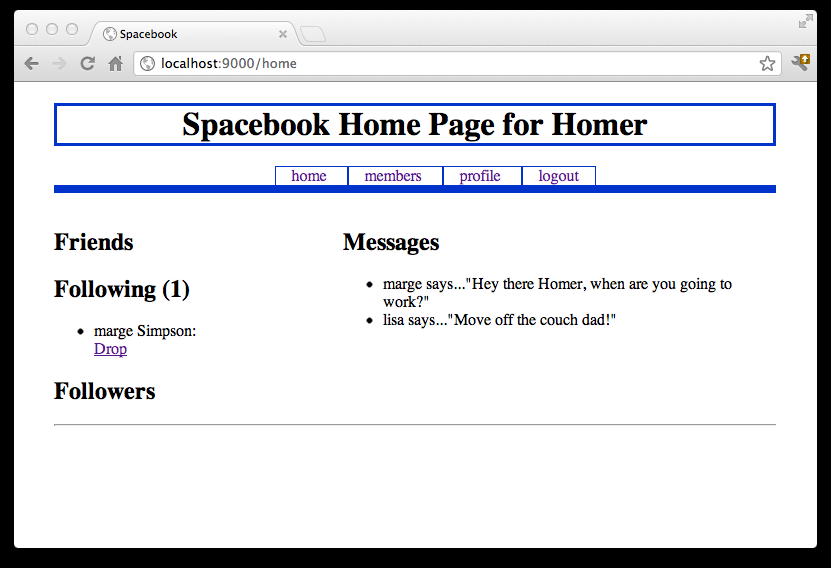 Spacebook
localhost:9000/home
Spacebook Home Page for Homer
home members profile logout
Friends
Following (1)
marge Simpson:
Drop
Followers
Messages
marge says..."Hey there Homer, when are you going to
work?"
lisa says..."Move off the couch dad!"